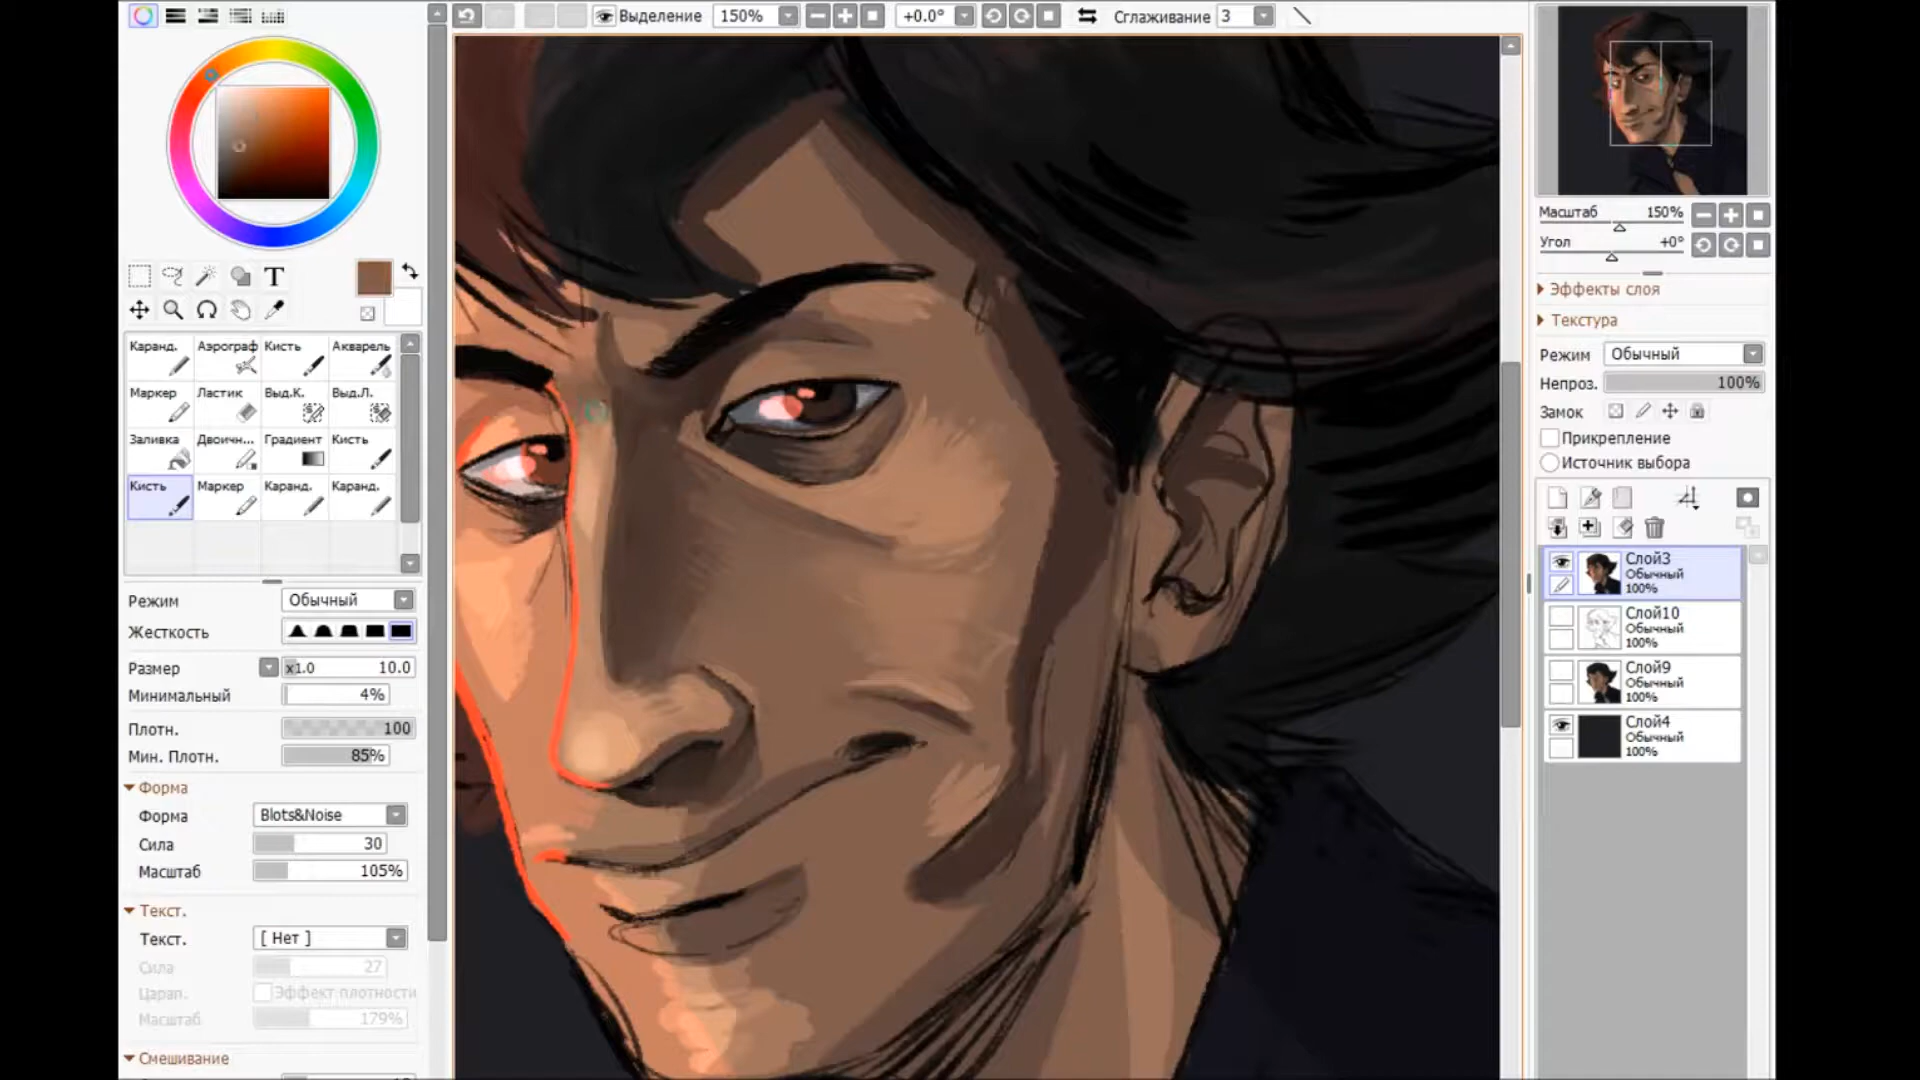 Выделение 150% +0.0° Сглаживание 3
T
Каранд. Аэрограф Кисть Акварель
Маркер Ластик Выд.К. Выд.Л.
Заливка Двоичн... Градиент Кисть
Кисть Маркер Каранд. Каранд.
Режим Обычный
Жесткость
Размер x1.0 10.0
Минимальный 4%
Плотн. 100
Мин. Плотн. 85%
Форма
Форма Blots&Noise
Сила 30
Масштаб 105%
Текст.
Текст. [ Нет ]
Сила 27
Царап. Эффект плотности
Масштаб 179%
Смешивание
Масштаб 150%
Угол +0°
Эффекты слоя
Текстура
Режим Обычный
Непроз. 100%
Замок
Прикрепление
Источник выбора
Слой3
Обычный
100%
Слой10
Обычный
100%
Слой9
Обычный
100%
Слой4
Обычный
100%